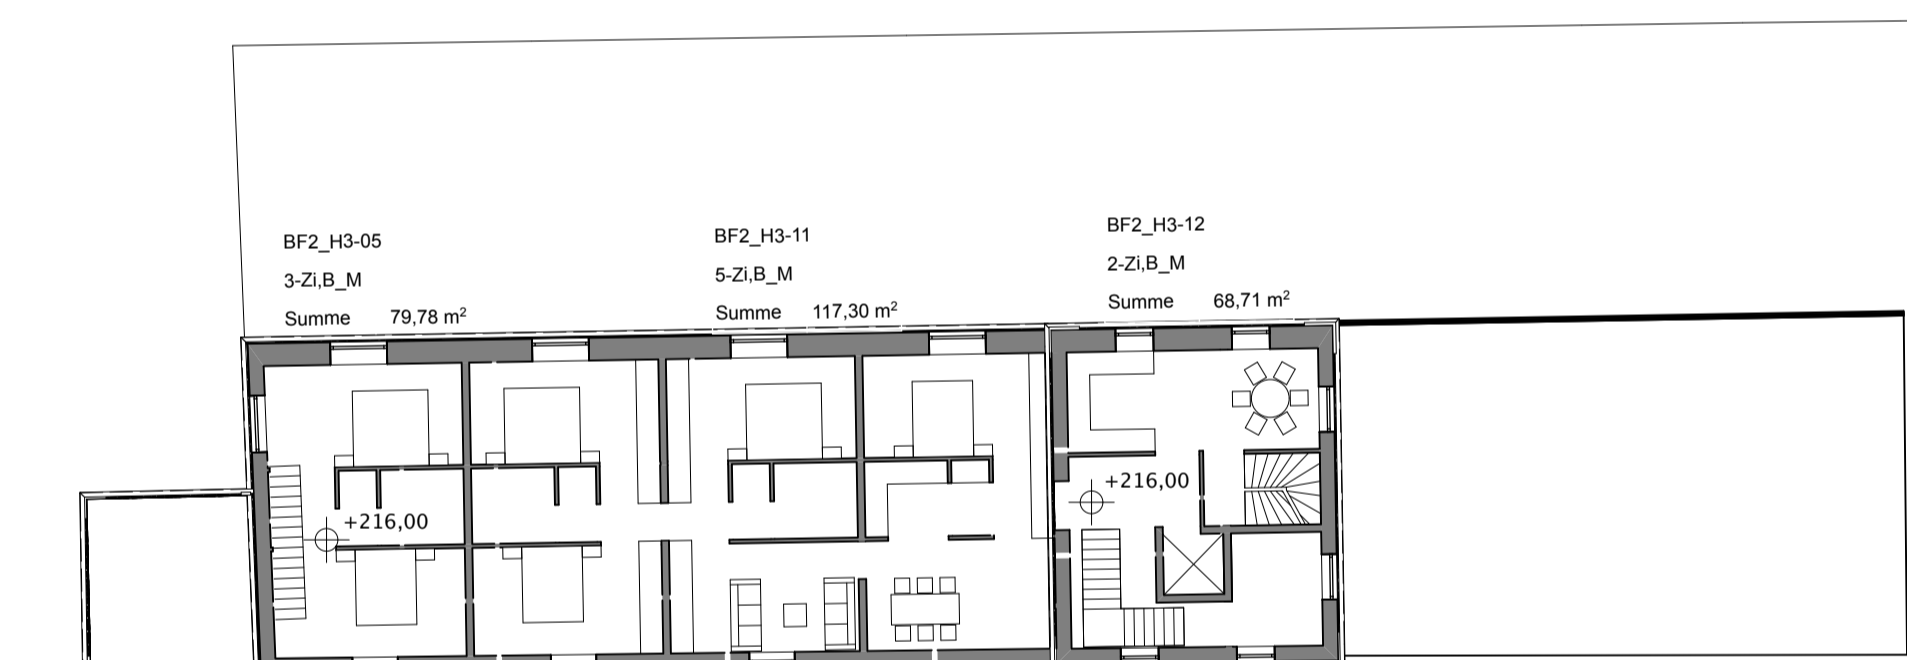 BF2_H3-05
3-Zi,B_M
Summe 79,78 m²
BF2_H3-11
5-Zi,B_M
Summe 117,30 m²
BF2_H3-12
2-Zi,B_M
Summe 68,71 m²
+216,00
+216,00